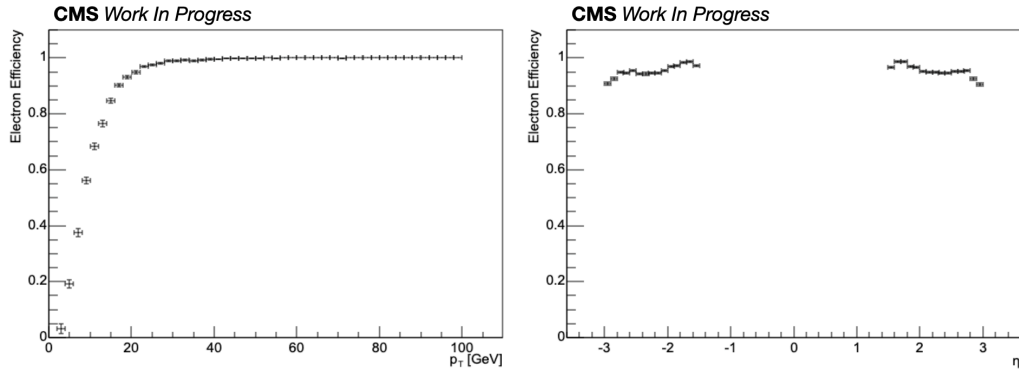 CMS Work In Progress
Electron Efficiency
1
0.8
0.6
0.4
0.2
0
0 20 40 60 80 100
p_T [GeV]
CMS Work In Progress
Electron Efficiency
1
0.8
0.6
0.4
0.2
0
-3 -2 -1 0 1 2 3
η